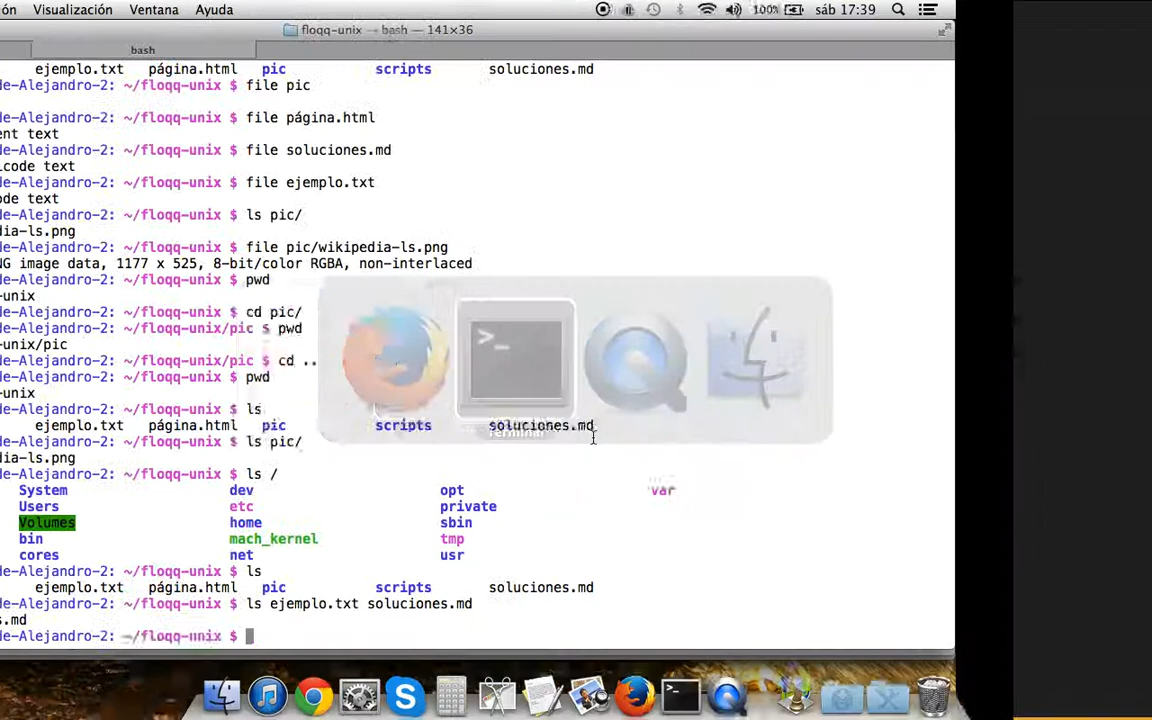 ón Visualización Ventana Ayuda 100% sáb 17:39
floqq-unix — bash — 141×36
bash
ejemplo.txt página.html pic scripts soluciones.md
de-Alejandro-2: ~/floqq-unix $ file pic
de-Alejandro-2: ~/floqq-unix $ file página.html
ent text
de-Alejandro-2: ~/floqq-unix $ file soluciones.md
icode text
de-Alejandro-2: ~/floqq-unix $ file ejemplo.txt
ode text
de-Alejandro-2: ~/floqq-unix $ ls pic/
dia-ls.png
de-Alejandro-2: ~/floqq-unix $ file pic/wikipedia-ls.png
NG image data, 1177 x 525, 8-bit/color RGBA, non-interlaced
de-Alejandro-2: ~/floqq-unix $ pwd
-unix
de-Alejandro-2: ~/floqq-unix $ cd pic/
de-Alejandro-2: ~/floqq-unix/pic $ pwd
-unix/pic
de-Alejandro-2: ~/floqq-unix/pic $ cd ..
de-Alejandro-2: ~/floqq-unix $ pwd
-unix
de-Alejandro-2: ~/floqq-unix $ ls
ejemplo.txt página.html pic scripts soluciones.md
Terminal
de-Alejandro-2: ~/floqq-unix $ ls pic/
dia-ls.png
de-Alejandro-2: ~/floqq-unix $ ls /
System dev opt var
Users etc private
Volumes home sbin
bin mach_kernel tmp
cores net usr
de-Alejandro-2: ~/floqq-unix $ ls
ejemplo.txt página.html pic scripts soluciones.md
de-Alejandro-2: ~/floqq-unix $ ls ejemplo.txt soluciones.md
s.md
de-Alejandro-2: ~/floqq-unix $